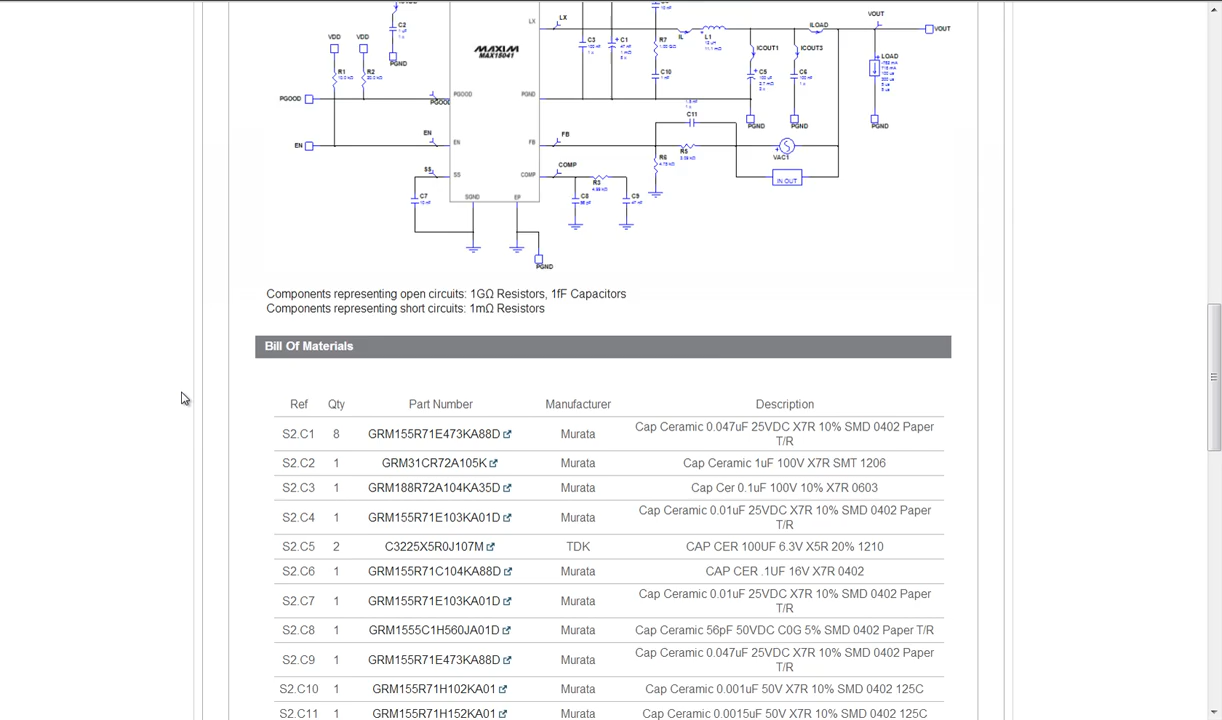 LX
LX
C2
C3
C1
R7
L1
ILOAD
VOUT
VOUT
VDD
VDD
PGND
ICOUT1
ICOUT3
LOAD
R1
R2
C10
C5
C6
PGOOD
PGOOD
PGOOD
PGND
C11
PGND
PGND
PGND
MAXIM
MAX15041
EN
EN
EN
FB
FB
R5
VAC1
R6
SS
SS
COMP
COMP
R3
IN OUT
C7
SGND
EP
C8
C9
PGND
Components representing open circuits: 1GΩ Resistors, 1fF Capacitors
Components representing short circuits: 1mΩ Resistors
Bill Of Materials
Ref Qty Part Number Manufacturer Description
S2.C1 8 GRM155R71E473KA88D Murata Cap Ceramic 0.047uF 25VDC X7R 10% SMD 0402 Paper
T/R
S2.C2 1 GRM31CR72A105K Murata Cap Ceramic 1uF 100V X7R SMT 1206
S2.C3 1 GRM188R72A104KA35D Murata Cap Cer 0.1uF 100V 10% X7R 0603
S2.C4 1 GRM155R71E103KA01D Murata Cap Ceramic 0.01uF 25VDC X7R 10% SMD 0402 Paper
T/R
S2.C5 2 C3225X5R0J107M TDK CAP CER 100UF 6.3V X5R 20% 1210
S2.C6 1 GRM155R71C104KA88D Murata CAP CER .1UF 16V X7R 0402
S2.C7 1 GRM155R71E103KA01D Murata Cap Ceramic 0.01uF 25VDC X7R 10% SMD 0402 Paper
T/R
S2.C8 1 GRM1555C1H560JA01D Murata Cap Ceramic 56pF 50VDC C0G 5% SMD 0402 Paper T/R
S2.C9 1 GRM155R71E473KA88D Murata Cap Ceramic 0.047uF 25VDC X7R 10% SMD 0402 Paper
T/R
S2.C10 1 GRM155R71H102KA01 Murata Cap Ceramic 0.001uF 50V X7R 10% SMD 0402 125C
S2.C11 1 GRM155R71H152KA01 Murata Cap Ceramic 0.0015uF 50V X7R 10% SMD 0402 125C